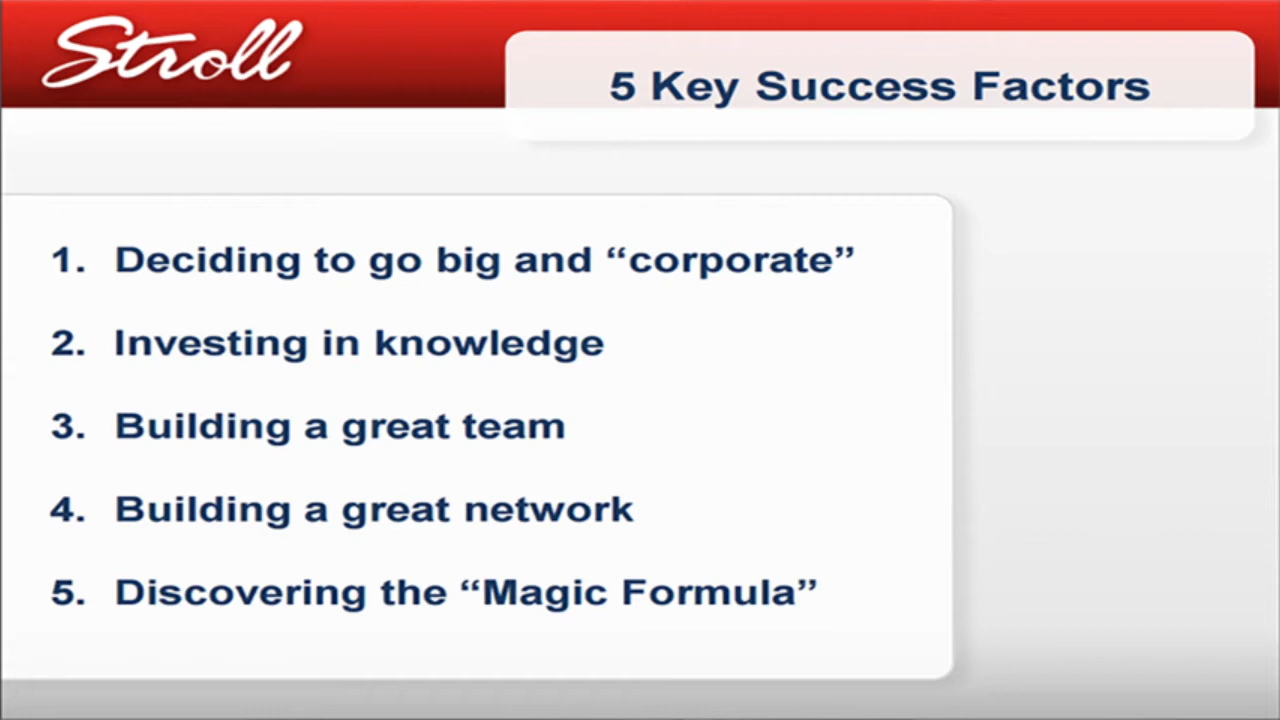 Stroll
5 Key Success Factors
1. Deciding to go big and “corporate”
2. Investing in knowledge
3. Building a great team
4. Building a great network
5. Discovering the “Magic Formula”